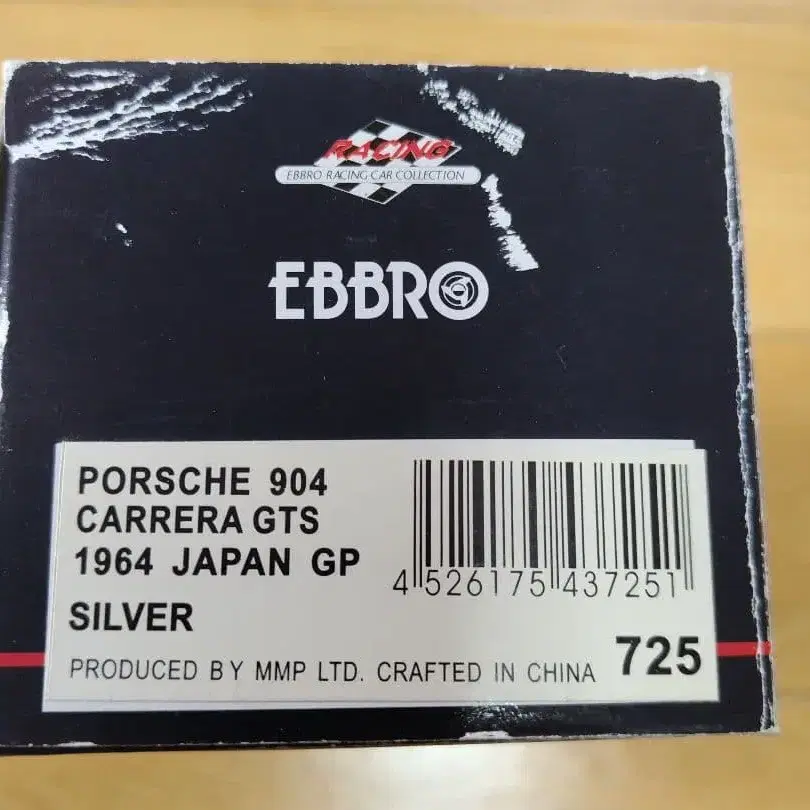 RACING
EBBRO RACING CAR COLLECTION
EBBRO
PORSCHE 904
CARRERA GTS
1964 JAPAN GP
SILVER
4 526175 437251
PRODUCED BY MMP LTD. CRAFTED IN CHINA
725